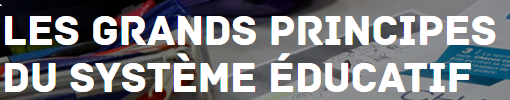 LES GRANDS PRINCIPES
DU SYSTÈME ÉDUCATIF